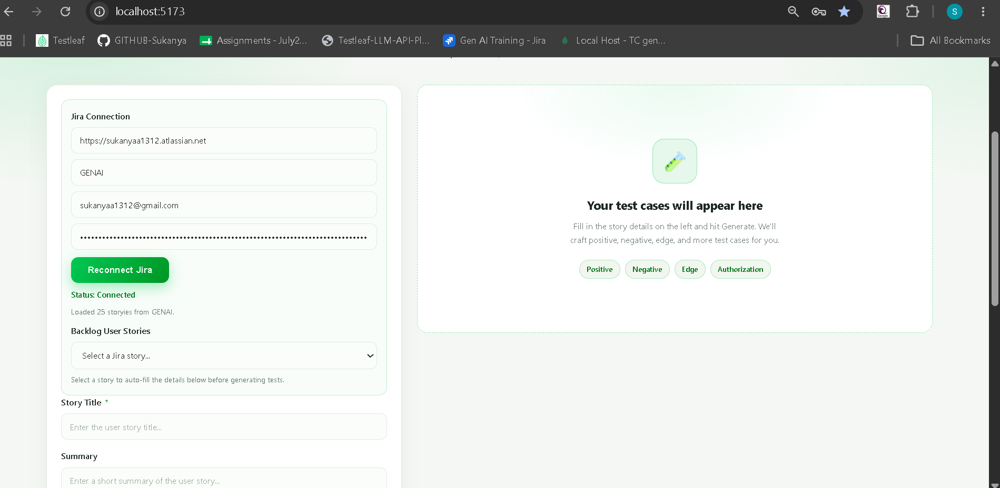 localhost:5173
S
Testleaf
GITHUB-Sukanya
Assignments - July2...
Testleaf-LLM-API-Pl...
Gen AI Training - Jira
Local Host - TC gen...
All Bookmarks
Jira Connection
https://sukanyaa1312.atlassian.net
GENAI
sukanyaa1312@gmail.com
Reconnect Jira
Status: Connected
Loaded 25 storyies from GENAI.
Backlog User Stories
Select a Jira story...
Select a story to auto-fill the details below before generating tests.
Story Title *
Enter the user story title...
Summary
Enter a short summary of the user story...
Your test cases will appear here
Fill in the story details on the left and hit Generate. We'll
craft positive, negative, edge, and more test cases for you.
Positive
Negative
Edge
Authorization